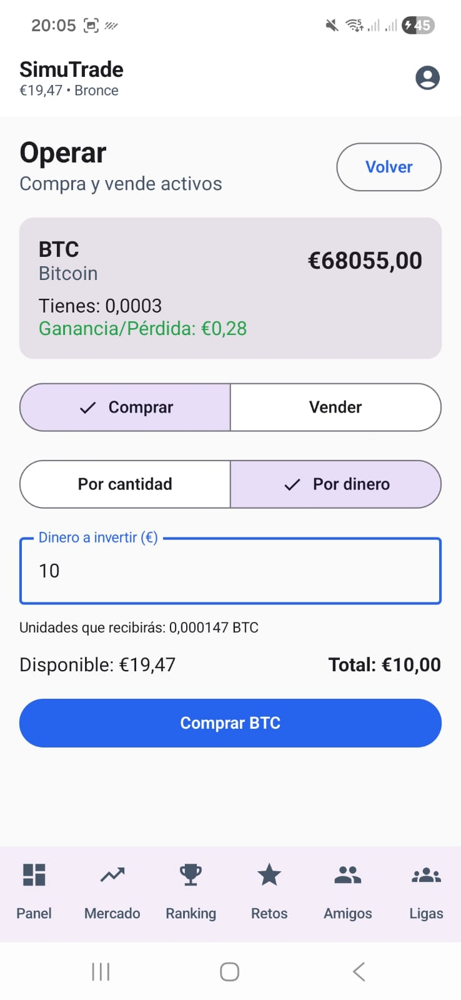 20:05
45
SimuTrade
€19,47 • Bronce
Operar
Compra y vende activos
Volver
BTC
Bitcoin
€68055,00
Tienes: 0,0003
Ganancia/Pérdida: €0,28
Comprar
Vender
Por cantidad
Por dinero
Dinero a invertir (€)
10
Unidades que recibirás: 0,000147 BTC
Disponible: €19,47
Total: €10,00
Comprar BTC
Panel
Mercado
Ranking
Retos
Amigos
Ligas